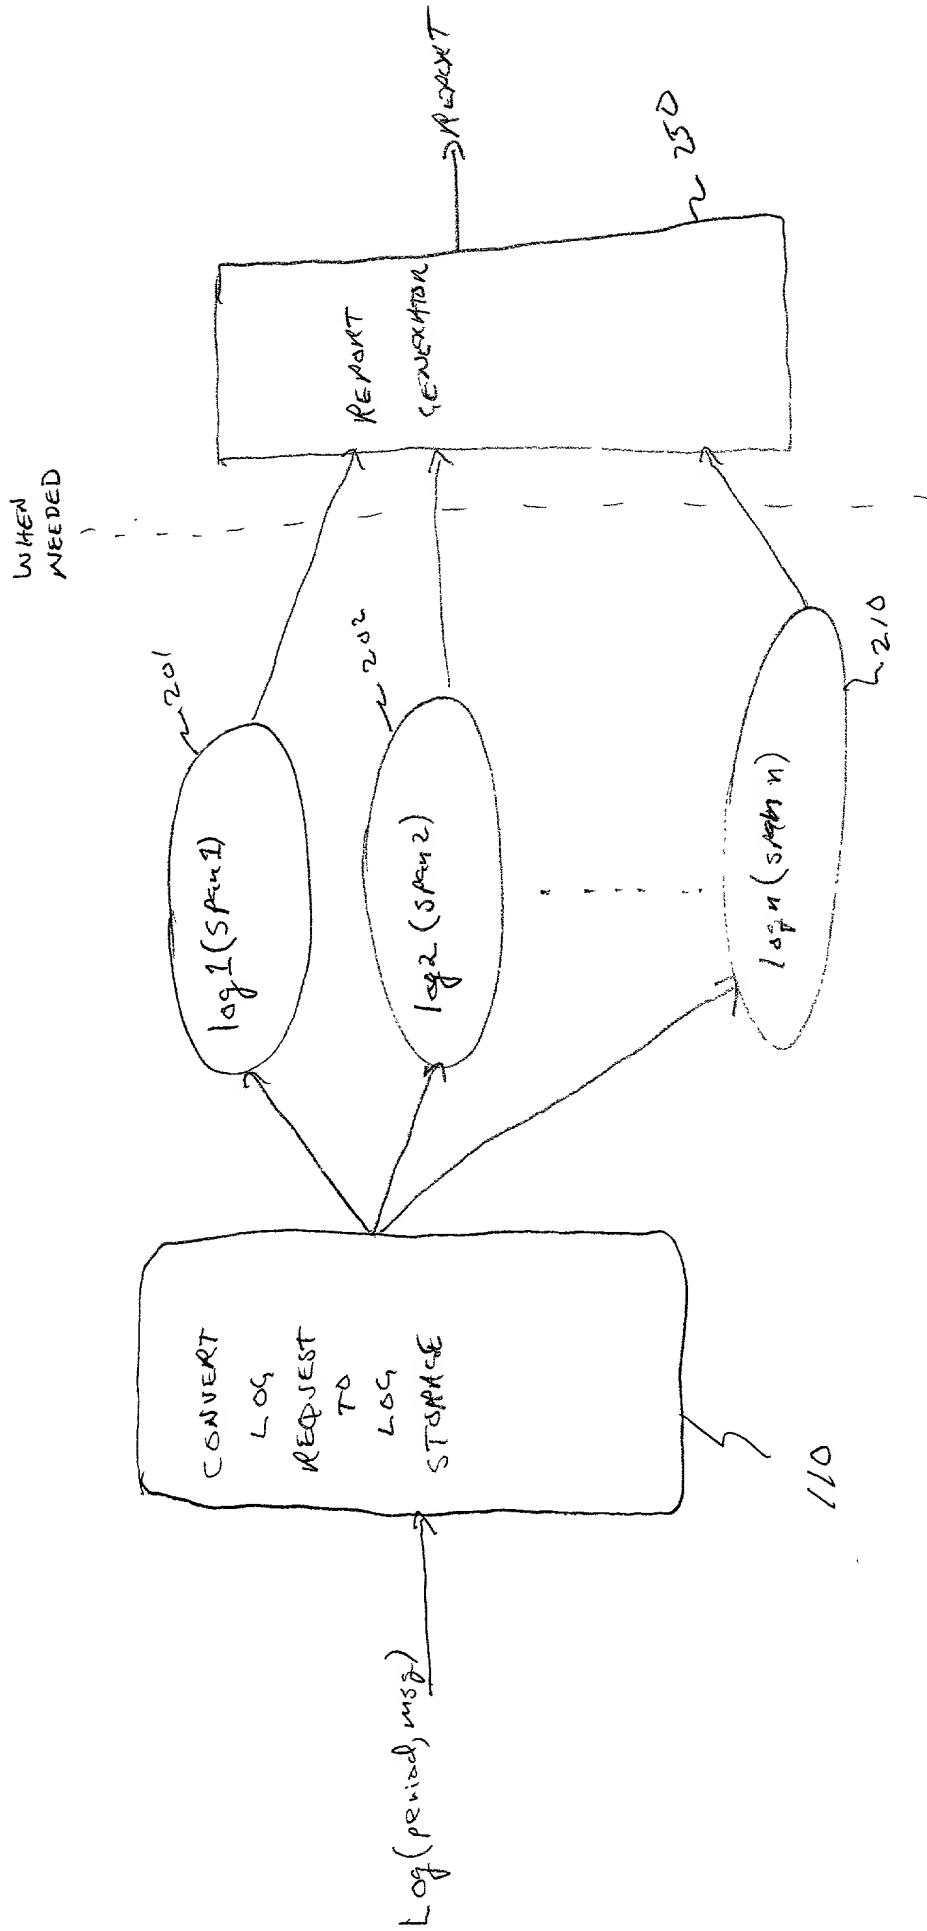 Log(period, msg)
CONVERT
LOG
REQUEST
TO
LOG
STORAGE
110
log1(span1)
201
log2(span2)
202
logn(span n)
210
WHEN
NEEDED
REPORT
GENERATOR
250
REPORT